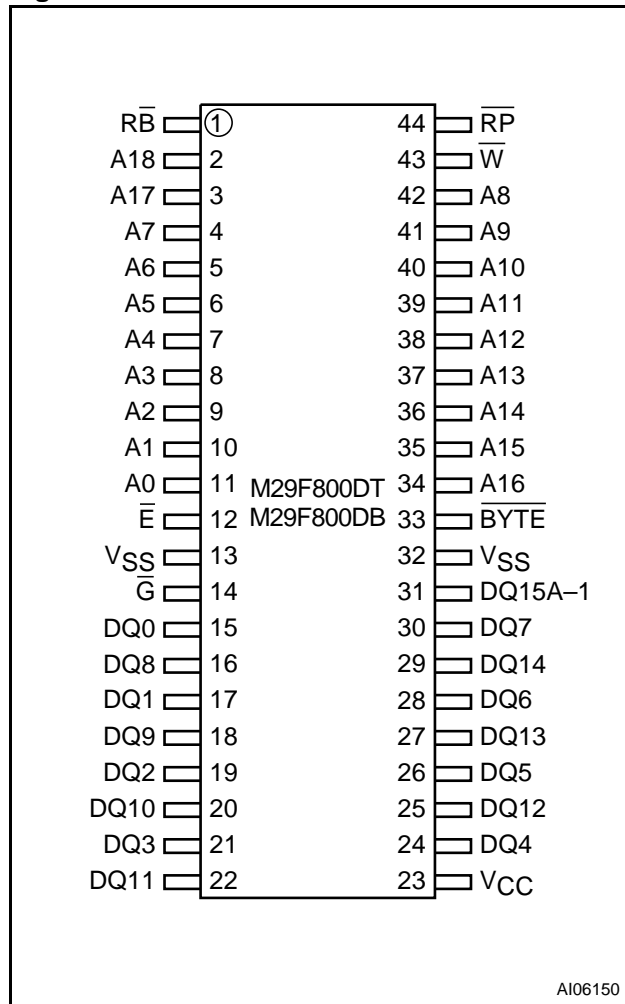 RB̅ 1 44 R̅P̅
A18 2 43 W̅
A17 3 42 A8
A7 4 41 A9
A6 5 40 A10
A5 6 39 A11
A4 7 38 A12
A3 8 37 A13
A2 9 36 A14
A1 10 35 A15
A0 11 M29F800DT 34 A16
E̅ 12 M29F800DB 33 B̅Y̅T̅E̅
VSS 13 32 VSS
G̅ 14 31 DQ15A–1
DQ0 15 30 DQ7
DQ8 16 29 DQ14
DQ1 17 28 DQ6
DQ9 18 27 DQ13
DQ2 19 26 DQ5
DQ10 20 25 DQ12
DQ3 21 24 DQ4
DQ11 22 23 VCC
AI06150